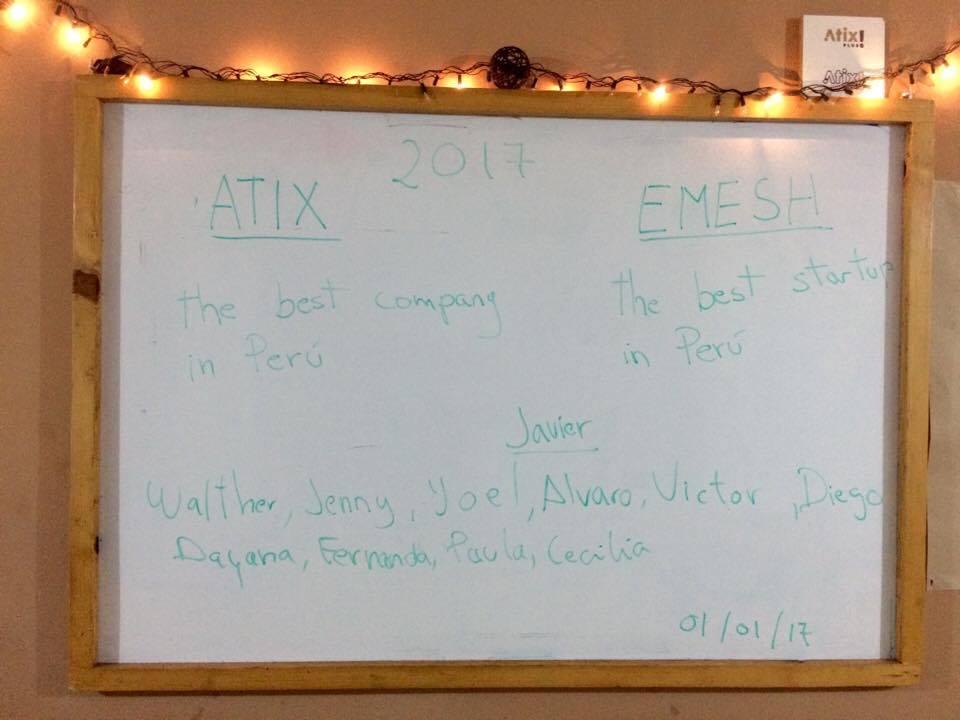 Atix!
PLUS
Atix!
2017
ATIX
EMESH
the best company
in Perú
the best startup
in Perú
Javier
Walther, Jenny, Yoel, Alvaro, Victor, Diego
Dayana, Fernanda, Paula, Cecilia
01/01/17